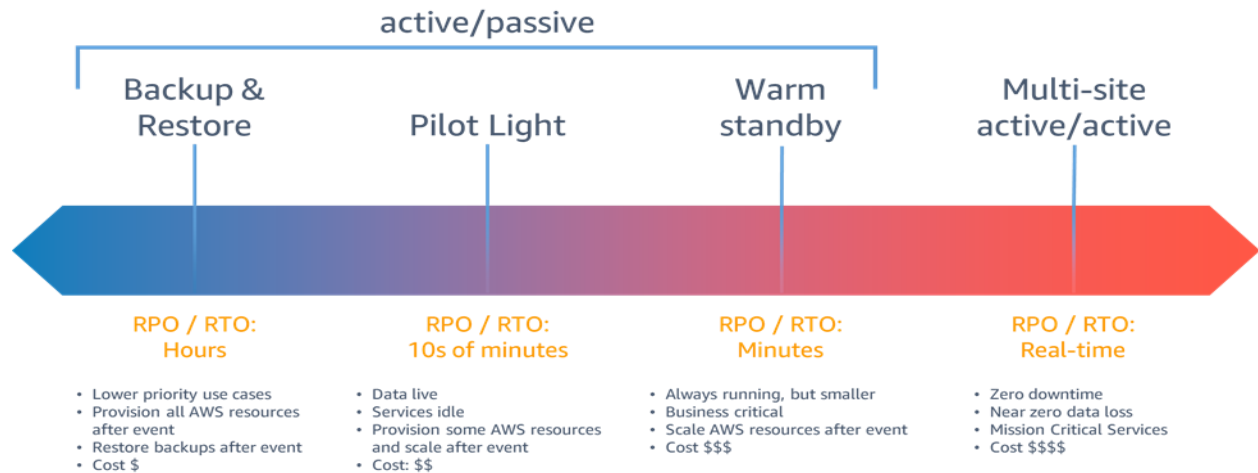 active/passive
Backup &
Restore
Pilot Light
Warm
standby
Multi-site
active/active
RPO / RTO:
Hours
RPO / RTO:
10s of minutes
RPO / RTO:
Minutes
RPO / RTO:
Real-time
• Lower priority use cases
• Provision all AWS resources
after event
• Restore backups after event
• Cost $
• Data live
• Services idle
• Provision some AWS resources
and scale after event
• Cost: $$
• Always running, but smaller
• Business critical
• Scale AWS resources after event
• Cost $$$
• Zero downtime
• Near zero data loss
• Mission Critical Services
• Cost $$$$